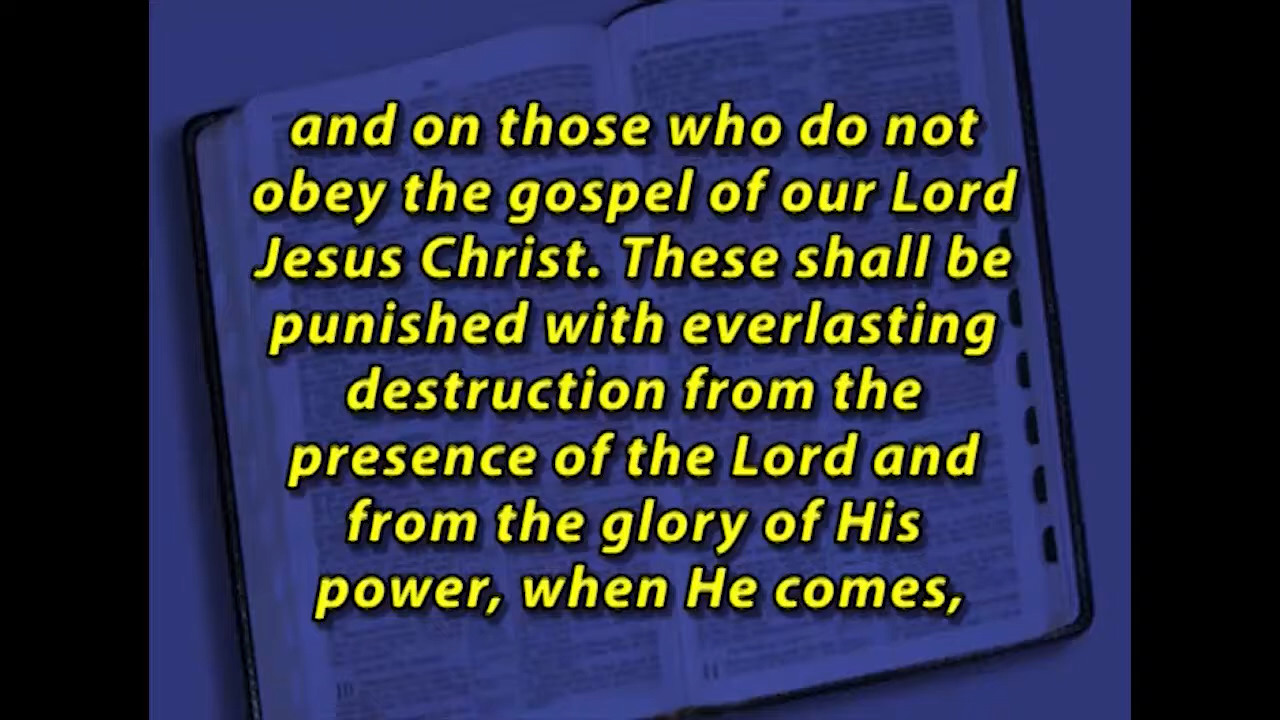 and on those who do not
obey the gospel of our Lord
Jesus Christ. These shall be
punished with everlasting
destruction from the
presence of the Lord and
from the glory of His
power, when He comes,